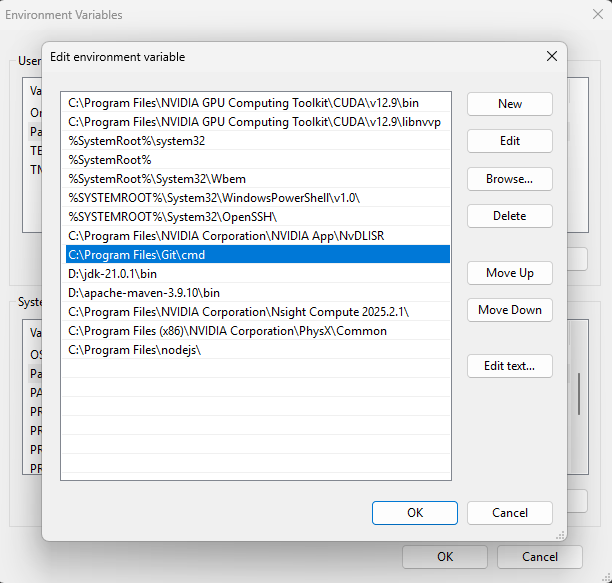 Environment Variables
User
Edit environment variable
Va
Pa
TE
C:\Program Files\NVIDIA GPU Computing Toolkit\CUDA\v12.9\bin
C:\Program Files\NVIDIA GPU Computing Toolkit\CUDA\v12.9\libnvvp
%SystemRoot%\system32
%SystemRoot%
%SystemRoot%\System32\Wbem
%SYSTEMROOT%\System32\WindowsPowerShell\v1.0\
%SYSTEMROOT%\System32\OpenSSH\
C:\Program Files\NVIDIA Corporation\NVIDIA App\NvDLISR
C:\Program Files\Git\cmd
D:\jdk-21.0.1\bin
D:\apache-maven-3.9.10\bin
C:\Program Files\NVIDIA Corporation\Nsight Compute 2025.2.1\
C:\Program Files (x86)\NVIDIA Corporation\PhysX\Common
C:\Program Files\nodejs\
New
Edit
Browse...
Delete
Move Up
Move Down
Edit text...
Syste
Va
OS
Pa
PA
PR
PR
PR
PR
OK
Cancel
OK
Cancel